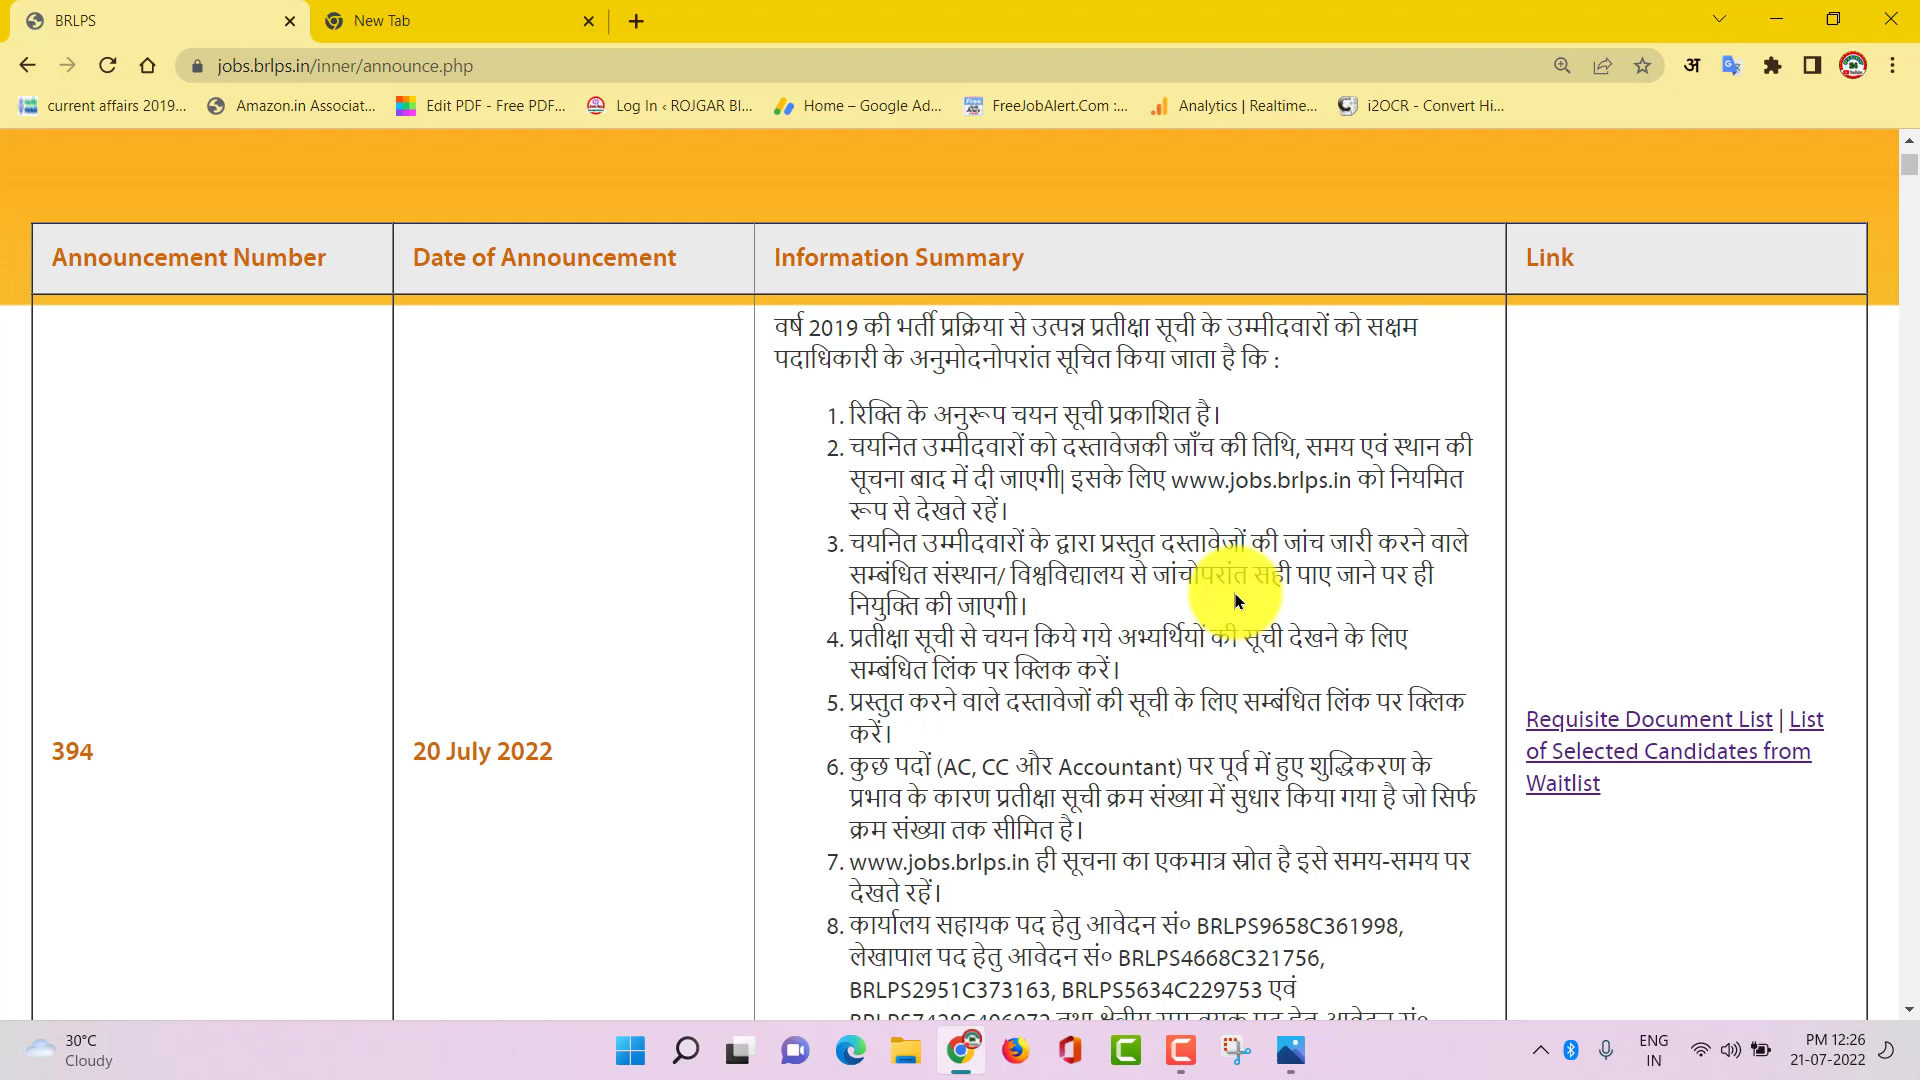 BRLPS
New Tab
jobs.brlps.in/inner/announce.php
अ
current affairs 2019...
Amazon.in Associat...
Edit PDF - Free PDF...
Log In ‹ ROJGAR BI...
Home – Google Ad...
FreeJobAlert.Com :...
Analytics | Realtime...
i2OCR - Convert Hi...
Announcement Number
Date of Announcement
Information Summary
Link
394
20 July 2022
वर्ष 2019 की भर्ती प्रक्रिया से उत्पन्न प्रतीक्षा सूची के उम्मीदवारों को सक्षम
पदाधिकारी के अनुमोदनोपरांत सूचित किया जाता है कि :
1. रिक्ति के अनुरूप चयन सूची प्रकाशित है।
2. चयनित उम्मीदवारों को दस्तावेजकी जाँच की तिथि, समय एवं स्थान की
सूचना बाद में दी जाएगी| इसके लिए www.jobs.brlps.in को नियमित
रूप से देखते रहें।
3. चयनित उम्मीदवारों के द्वारा प्रस्तुत दस्तावेजों की जांच जारी करने वाले
सम्बंधित संस्थान/ विश्वविद्यालय से जांचोपरांत सही पाए जाने पर ही
नियुक्ति की जाएगी।
4. प्रतीक्षा सूची से चयन किये गये अभ्यर्थियों की सूची देखने के लिए
सम्बंधित लिंक पर क्लिक करें।
5. प्रस्तुत करने वाले दस्तावेजों की सूची के लिए सम्बंधित लिंक पर क्लिक
करें।
6. कुछ पदों (AC, CC और Accountant) पर पूर्व में हुए शुद्धिकरण के
प्रभाव के कारण प्रतीक्षा सूची क्रम संख्या में सुधार किया गया है जो सिर्फ
क्रम संख्या तक सीमित है।
7. www.jobs.brlps.in ही सूचना का एकमात्र स्रोत है इसे समय-समय पर
देखते रहें।
8. कार्यालय सहायक पद हेतु आवेदन सं० BRLPS9658C361998,
लेखापाल पद हेतु आवेदन सं० BRLPS4668C321756,
BRLPS2951C373163, BRLPS5634C229753 एवं
Requisite Document List | List
of Selected Candidates from
Waitlist
30°C
Cloudy
ENG
IN
PM 12:26
21-07-2022